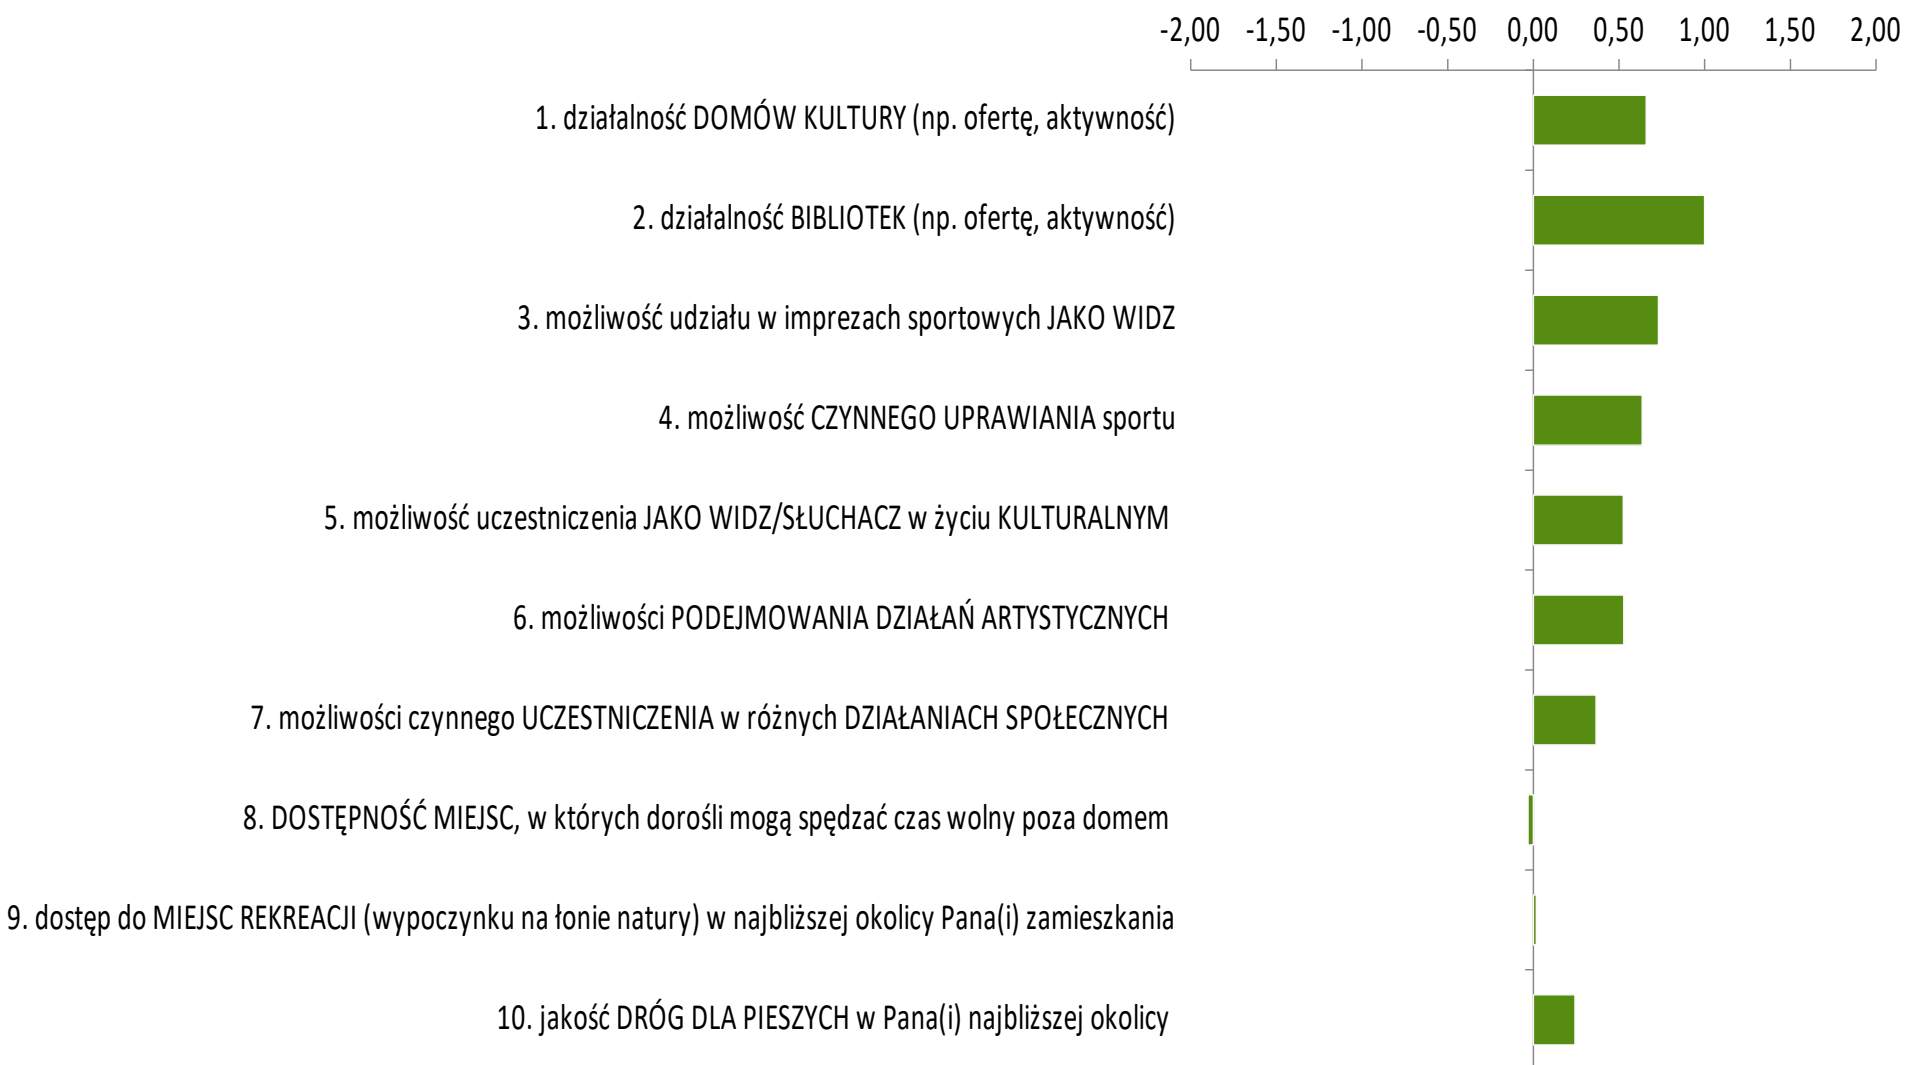 -2,00 -1,50 -1,00 -0,50 0,00 0,50 1,00 1,50 2,00
1. działalność DOMÓW KULTURY (np. ofertę, aktywność)
2. działalność BIBLIOTEK (np. ofertę, aktywność)
3. możliwość udziału w imprezach sportowych JAKO WIDZ
4. możliwość CZYNNEGO UPRAWIANIA sportu
5. możliwość uczestniczenia JAKO WIDZ/SŁUCHACZ w życiu KULTURALNYM
6. możliwości PODEJMOWANIA DZIAŁAŃ ARTYSTYCZNYCH
7. możliwości czynnego UCZESTNICZENIA w różnych DZIAŁANIACH SPOŁECZNYCH
8. DOSTĘPNOŚĆ MIEJSC, w których dorośli mogą spędzać czas wolny poza domem
9. dostęp do MIEJSC REKREACJI (wypoczynku na łonie natury) w najbliższej okolicy Pana(i) zamieszkania
10. jakość DRÓG DLA PIESZYCH w Pana(i) najbliższej okolicy